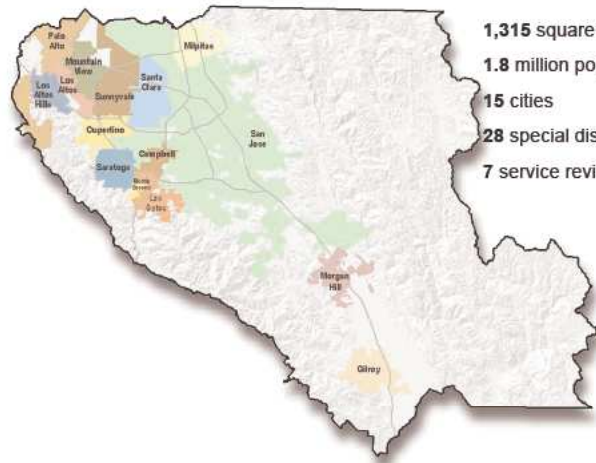 1,315 square
1.8 million po
15 cities
28 special dis
7 service revi
Palo
Alto
Milpitas
Mountain
View
Los
Altos
Los
Altos
Hills
Sunnyvale
Santa
Clara
Cupertino
San
Jose
Campbell
Saratoga
Monte
Sereno
Los
Gatos
Morgan
Hill
Gilroy